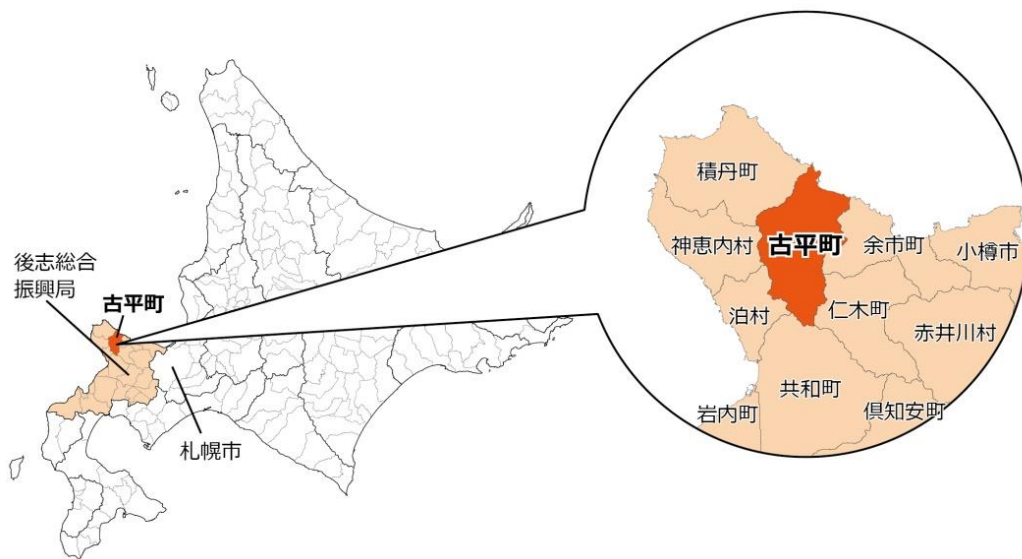 後志総合
振興局
古平町
札幌市
積丹町
神恵内村
古平町
余市町
小樽市
泊村
仁木町
赤井川村
共和町
岩内町
倶知安町